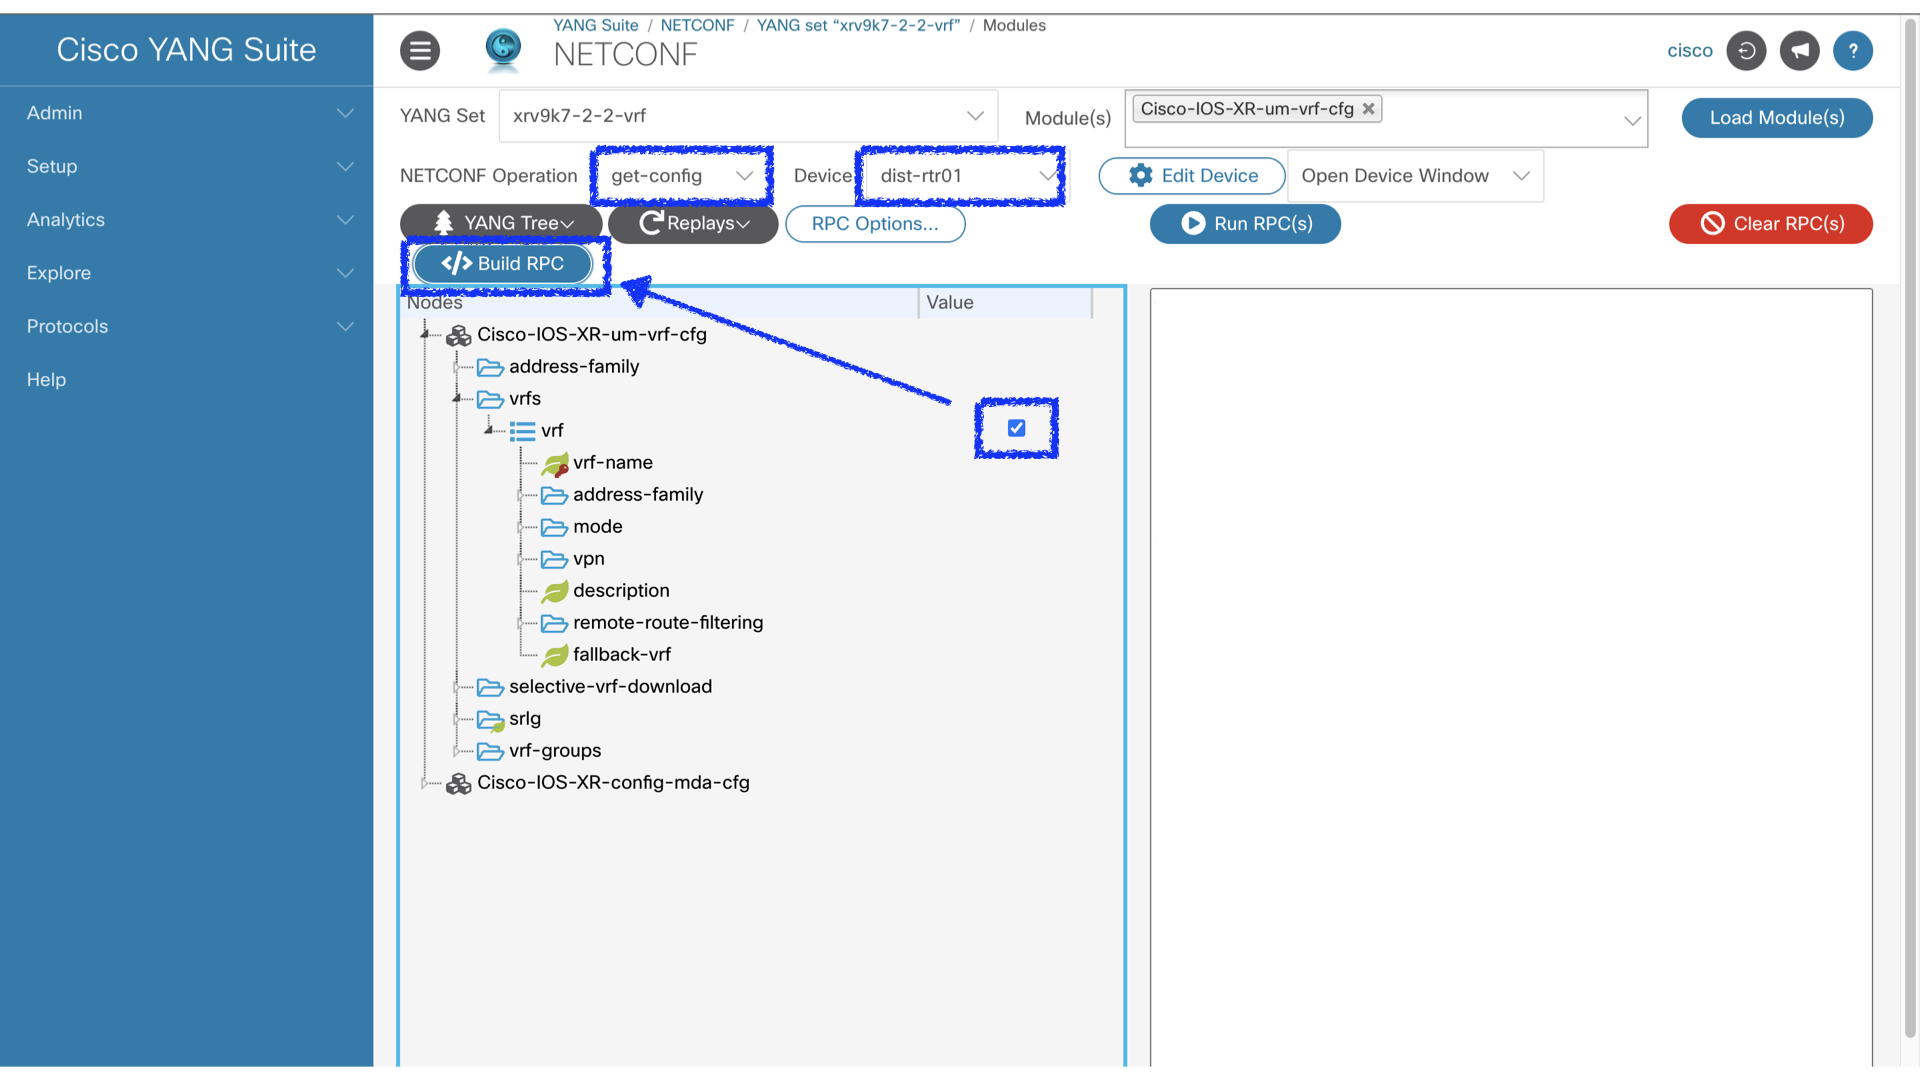 Cisco YANG Suite
Admin
Setup
Analytics
Explore
Protocols
Help
YANG Suite / NETCONF / YANG set “xrv9k7-2-2-vrf” / Modules
NETCONF
cisco
?
YANG Set xrv9k7-2-2-vrf Module(s) Cisco-IOS-XR-um-vrf-cfg Load Module(s)
NETCONF Operation get-config Device dist-rtr01 Edit Device Open Device Window
YANG Tree Replays RPC Options... Run RPC(s) Clear RPC(s)
</> Build RPC
Nodes Value
Cisco-IOS-XR-um-vrf-cfg
address-family
vrfs
vrf
vrf-name
address-family
mode
vpn
description
remote-route-filtering
fallback-vrf
selective-vrf-download
srlg
vrf-groups
Cisco-IOS-XR-config-mda-cfg